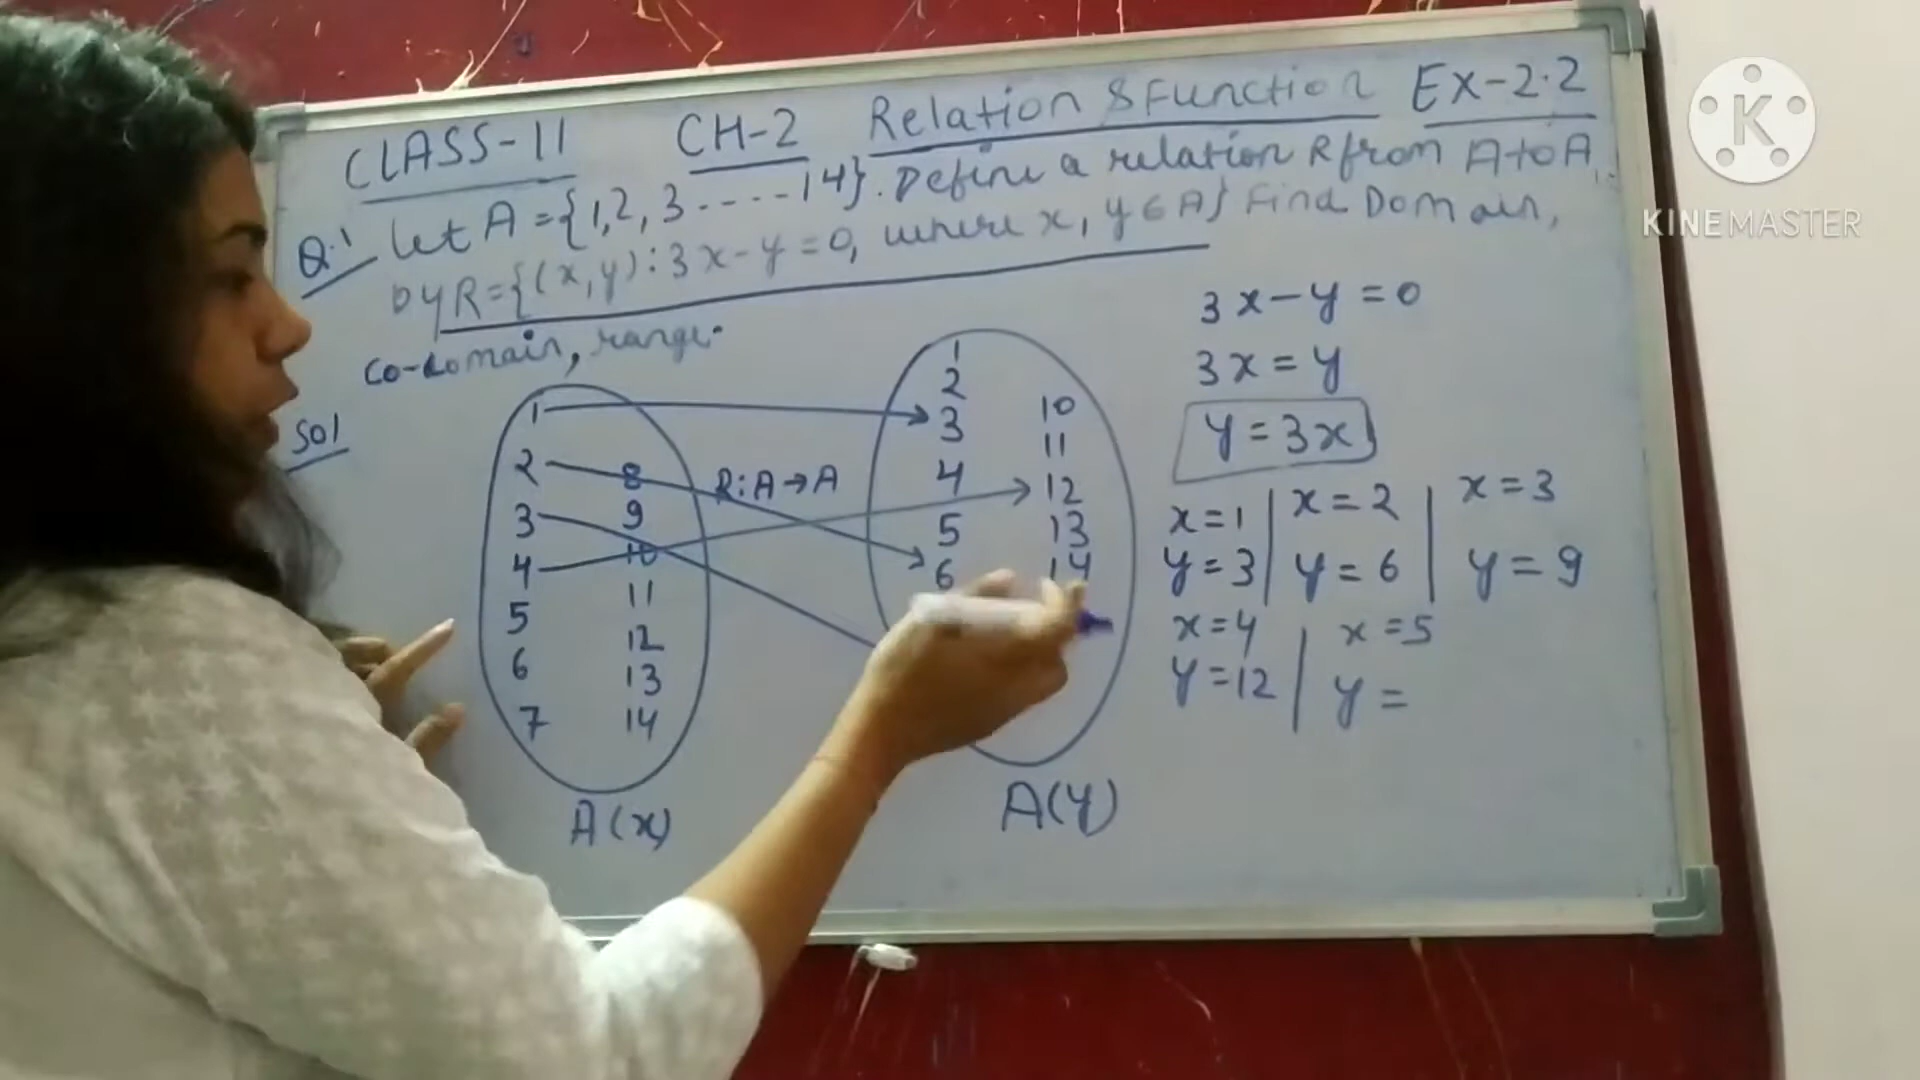 CLASS-11 CH-2 Relation & Function EX-2.2
Q.1 Let A = {1, 2, 3 ..... 14}. Define a relation R from A to A,
by R = {(x, y) : 3x - y = 0, where x, y ∈ A} Find Domain,
co-domain, range.
Sol
1
2
3
4
5
6
7
8
9
10
11
12
13
14
A(x)
R : A → A
1
2
3
4
5
6
10
11
12
13
14
A(y)
3x - y = 0
3x = y
y = 3x
x = 1 | x = 2 | x = 3
y = 3 | y = 6 | y = 9
x = 4 | x = 5
y = 12 | y =
K
KINEMASTER